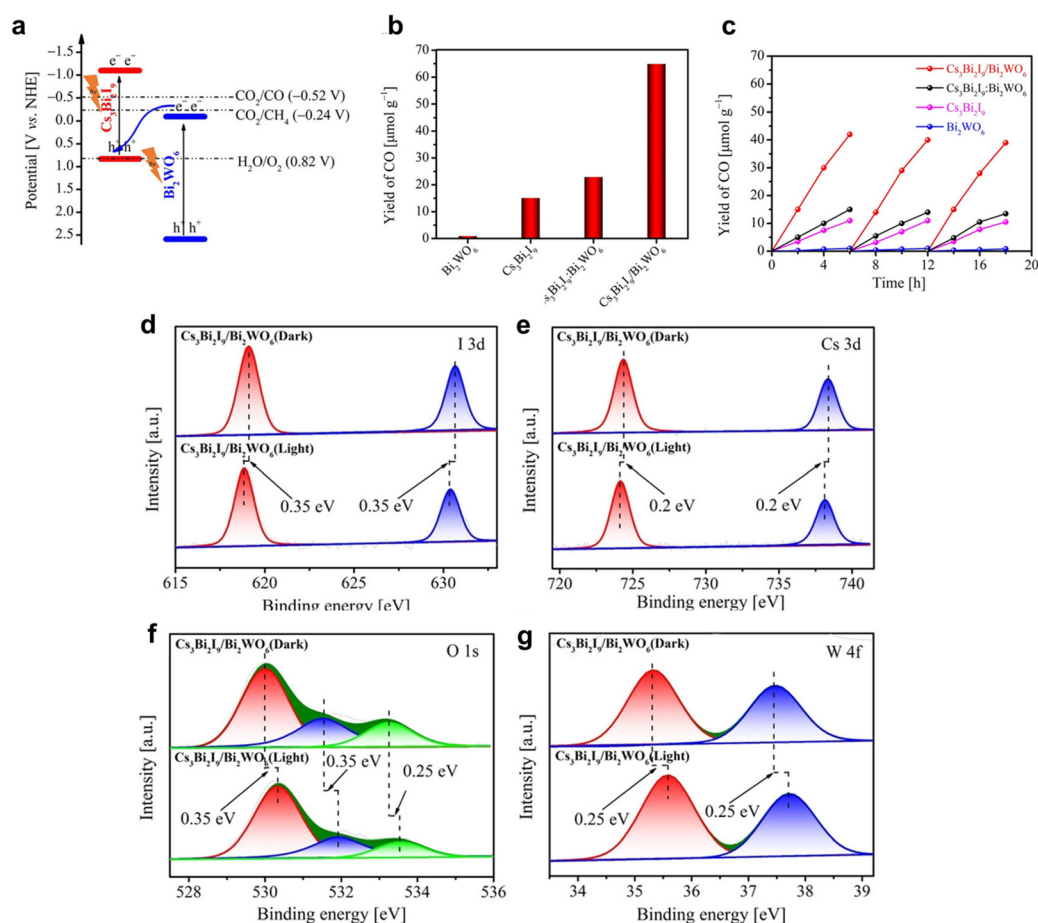 a
Potential [V vs. NHE]
−1.5
−1.0
−0.5
0.0
0.5
1.0
1.5
2.0
2.5
e⁻ e⁻
Cs₃Bi₂I₉
h⁺ h⁺
e⁻ e⁻
Bi₂WO₆
h⁺ h⁺
CO₂/CO (−0.52 V)
CO₂/CH₄ (−0.24 V)
H₂O/O₂ (0.82 V)
b
Yield of CO [μmol g⁻¹]
70
60
50
40
30
20
10
0
Bi₂WO₆
Cs₃Bi₂I₉
s₃Bi₂I₉:Bi₂WO₆
Cs₃Bi₂I₉/Bi₂WO₆
c
Yield of CO [μmol g⁻¹]
70
60
50
40
30
20
10
0
Cs₃Bi₂I₉/Bi₂WO₆
Cs₃Bi₂I₉:Bi₂WO₆
Cs₃Bi₂I₉
Bi₂WO₆
0 4 8 12 16 20
Time [h]
d
Cs₃Bi₂I₉/Bi₂WO₆(Dark)
I 3d
Cs₃Bi₂I₉/Bi₂WO₆(Light)
0.35 eV
0.35 eV
Intensity [a.u.]
615 620 625 630
Binding energy [eV]
e
Cs₃Bi₂I₉/Bi₂WO₆(Dark)
Cs 3d
Cs₃Bi₂I₉/Bi₂WO₆(Light)
0.2 eV
0.2 eV
Intensity [a.u.]
720 725 730 735 740
Binding energy [eV]
f
Cs₃Bi₂I₉/Bi₂WO₆(Dark)
O 1s
Cs₃Bi₂I₉/Bi₂WO₆(Light)
0.35 eV
0.35 eV
0.25 eV
Intensity [a.u.]
528 530 532 534 536
Binding energy [eV]
g
Cs₃Bi₂I₉/Bi₂WO₆(Dark)
W 4f
Cs₃Bi₂I₉/Bi₂WO₆(Light)
0.25 eV
0.25 eV
Intensity [a.u.]
34 35 36 37 38 39
Binding energy [eV]